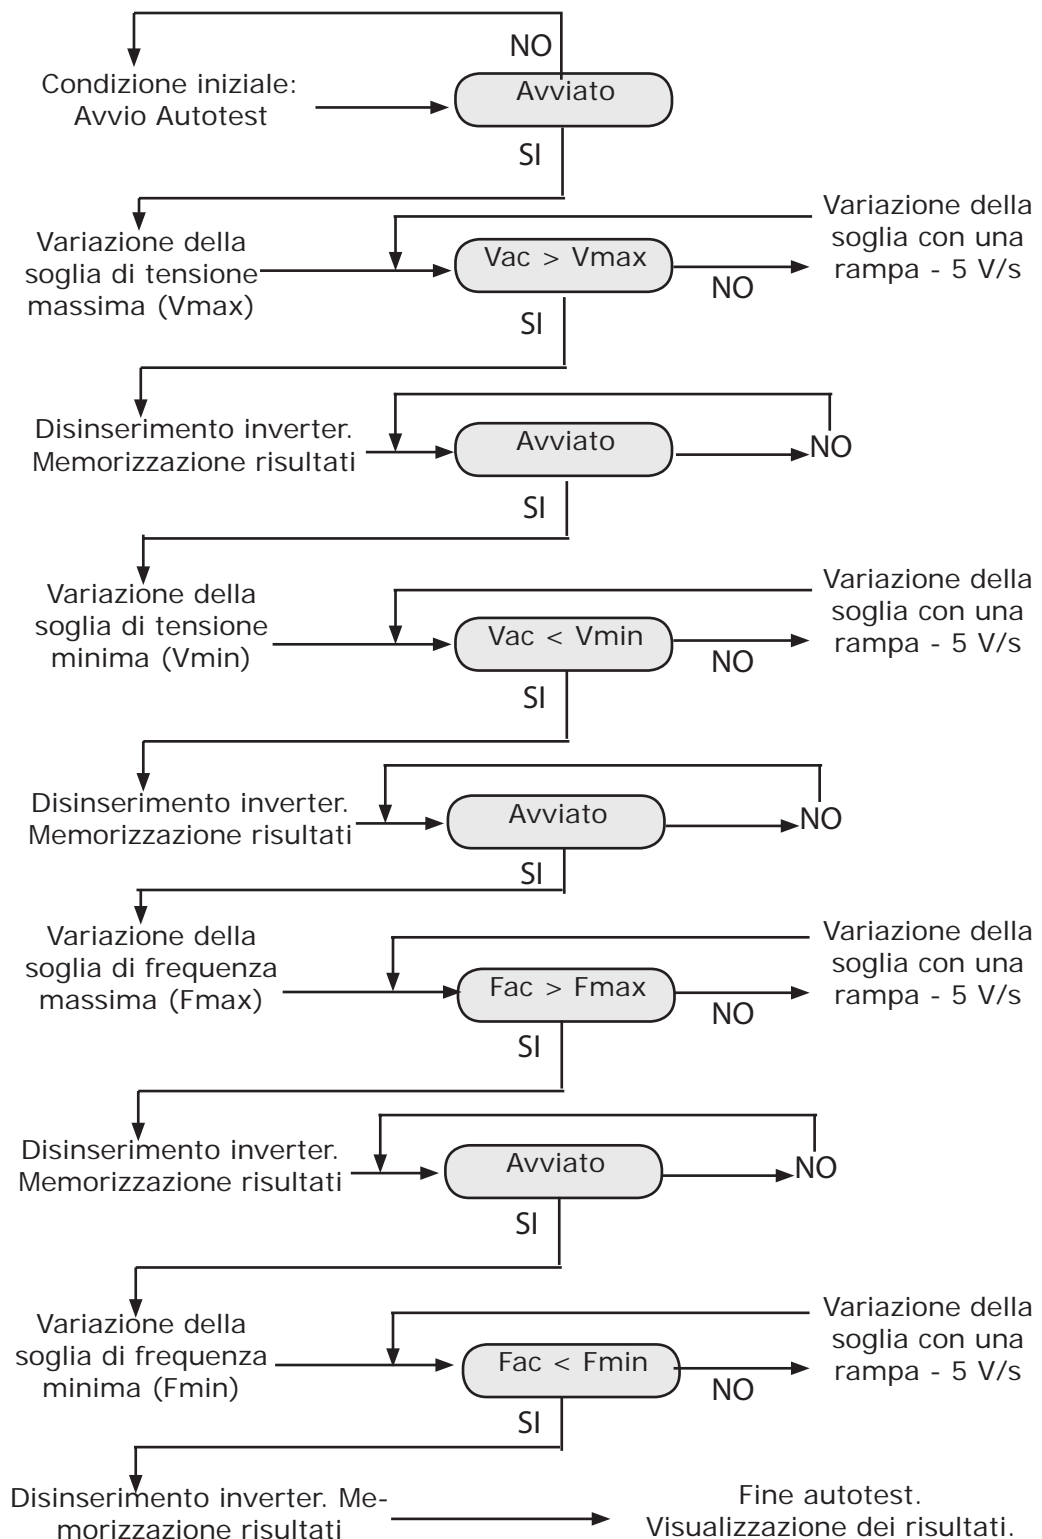 NO
Condizione iniziale:
Avvio Autotest
Avviato
SI
Variazione della
soglia di tensione
massima (Vmax)
Vac > Vmax
NO
Variazione della
soglia con una
rampa - 5 V/s
SI
Disinserimento inverter.
Memorizzazione risultati
Avviato
NO
SI
Variazione della
soglia di tensione
minima (Vmin)
Vac < Vmin
NO
Variazione della
soglia con una
rampa - 5 V/s
SI
Disinserimento inverter.
Memorizzazione risultati
Avviato
NO
SI
Variazione della
soglia di frequenza
massima (Fmax)
Fac > Fmax
NO
Variazione della
soglia con una
rampa - 5 V/s
SI
Disinserimento inverter.
Memorizzazione risultati
Avviato
NO
SI
Variazione della
soglia di frequenza
minima (Fmin)
Fac < Fmin
NO
Variazione della
soglia con una
rampa - 5 V/s
SI
Disinserimento inverter. Me-
morizzazione risultati
Fine autotest.
Visualizzazione dei risultati.